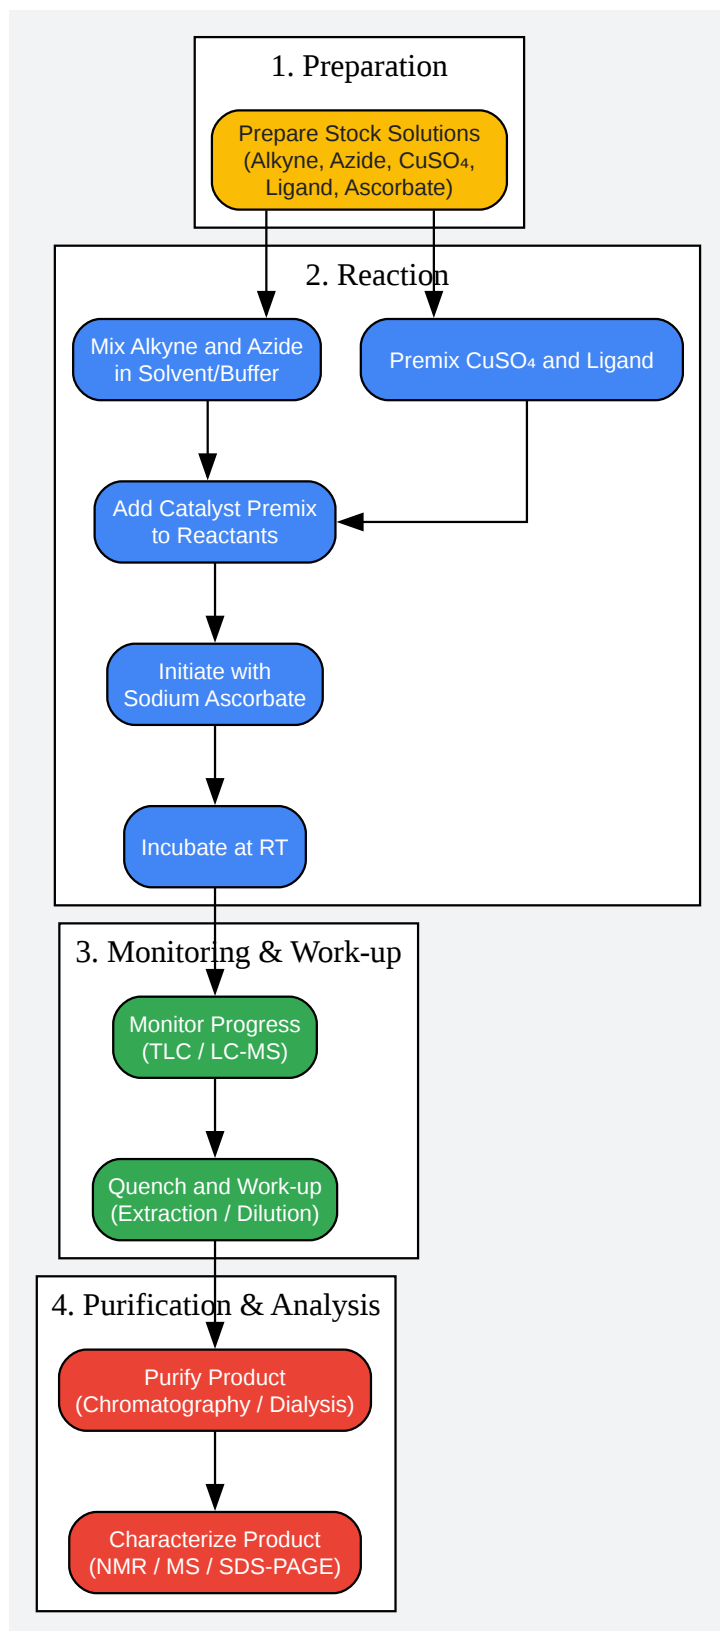 1. Preparation
Prepare Stock Solutions
(Alkyne, Azide, CuSO₄,
Ligand, Ascorbate)
2. Reaction
Mix Alkyne and Azide
in Solvent/Buffer
Premix CuSO₄ and Ligand
Add Catalyst Premix
to Reactants
Initiate with
Sodium Ascorbate
Incubate at RT
3. Monitoring & Work-up
Monitor Progress
(TLC / LC-MS)
Quench and Work-up
(Extraction / Dilution)
4. Purification & Analysis
Purify Product
(Chromatography / Dialysis)
Characterize Product
(NMR / MS / SDS-PAGE)